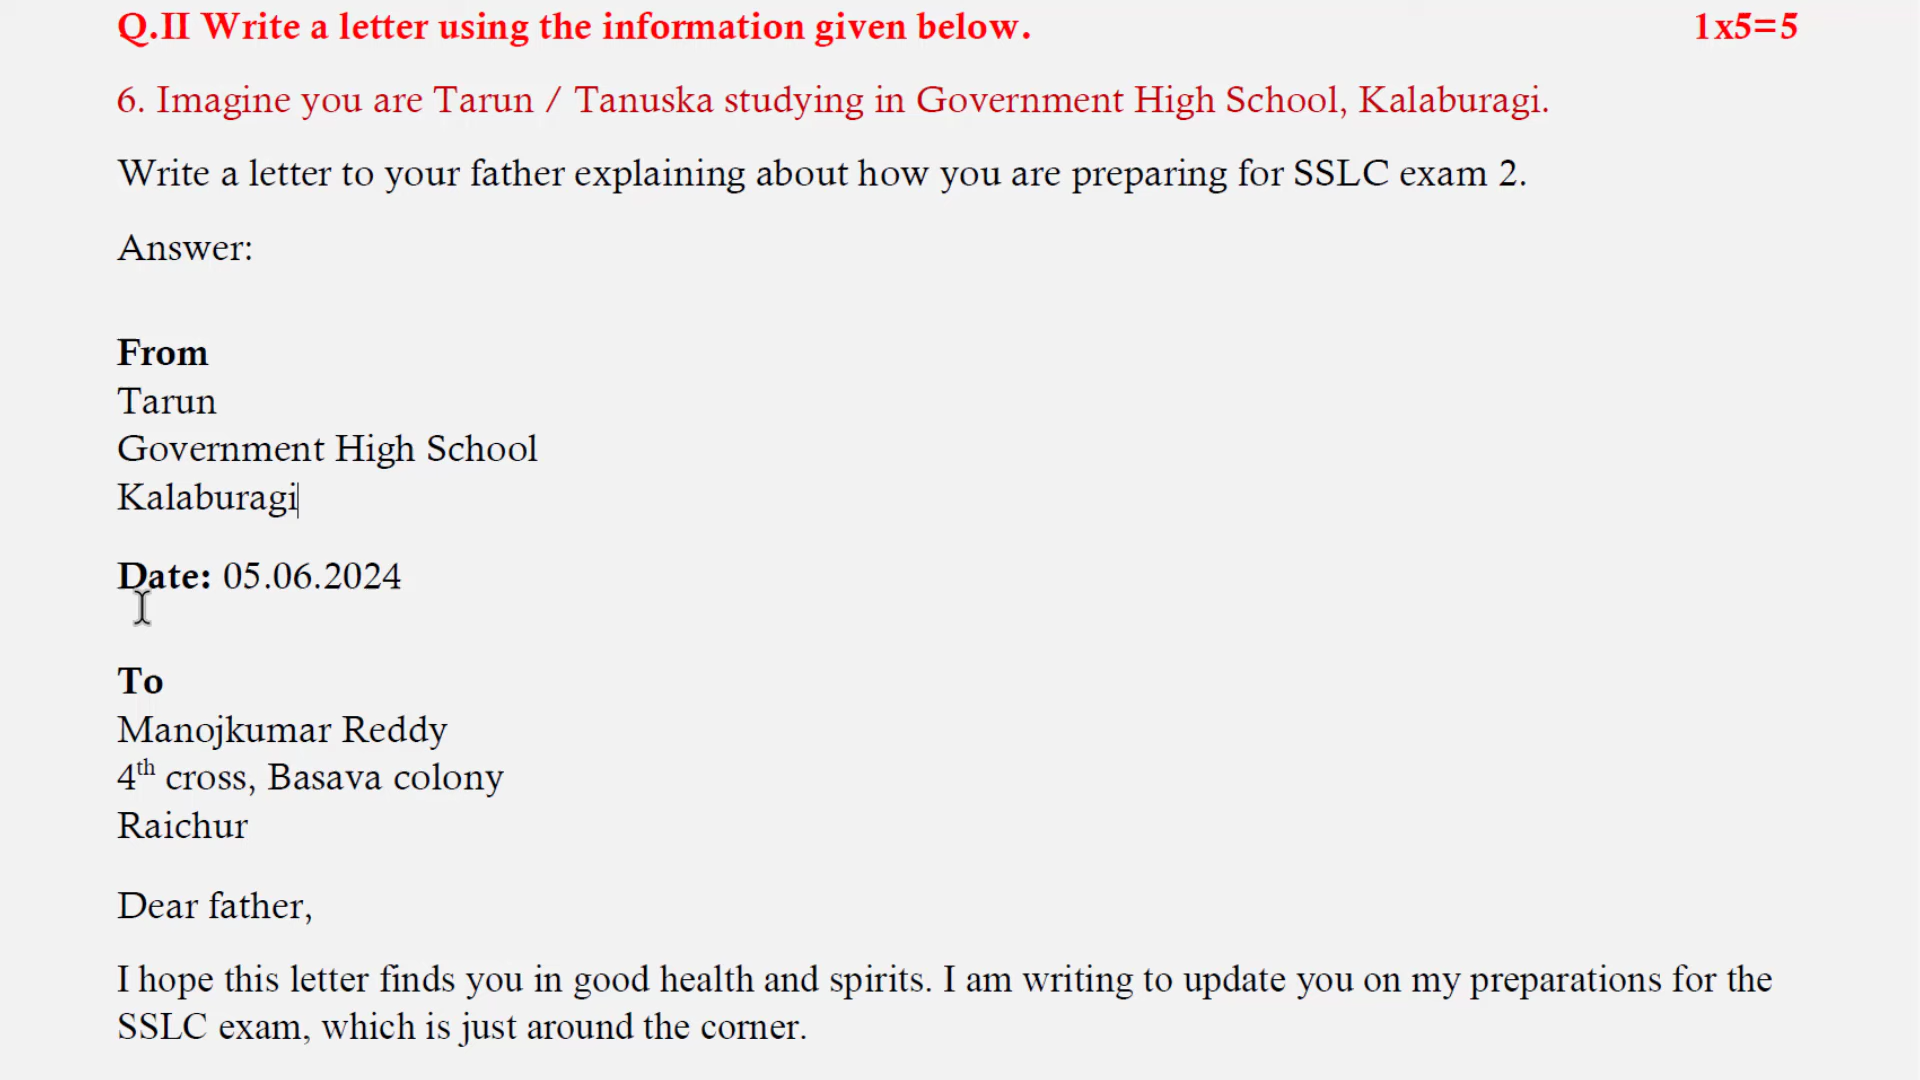 Q.II Write a letter using the information given below. 1x5=5
6. Imagine you are Tarun / Tanuska studying in Government High School, Kalaburagi.
Write a letter to your father explaining about how you are preparing for SSLC exam 2.
Answer:
From
Tarun
Government High School
Kalaburagi
Date: 05.06.2024
To
Manojkumar Reddy
4th cross, Basava colony
Raichur
Dear father,
I hope this letter finds you in good health and spirits. I am writing to update you on my preparations for the
SSLC exam, which is just around the corner.